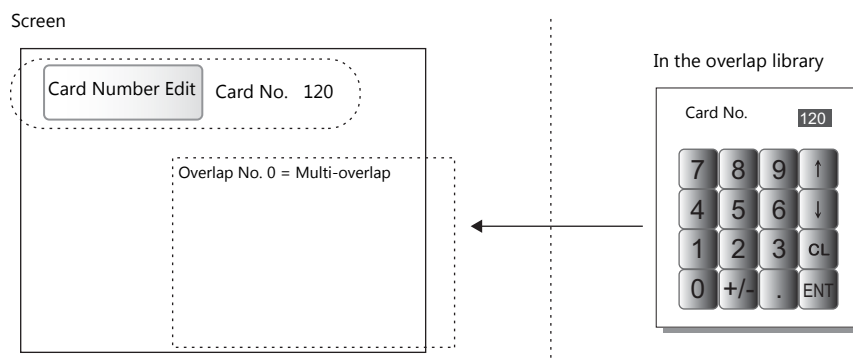 Screen
Card Number Edit
Card No. 120
Overlap No. 0 = Multi-overlap
In the overlap library
Card No. 120
7 8 9 ↑
4 5 6 ↓
1 2 3 CL
0 +/- . ENT